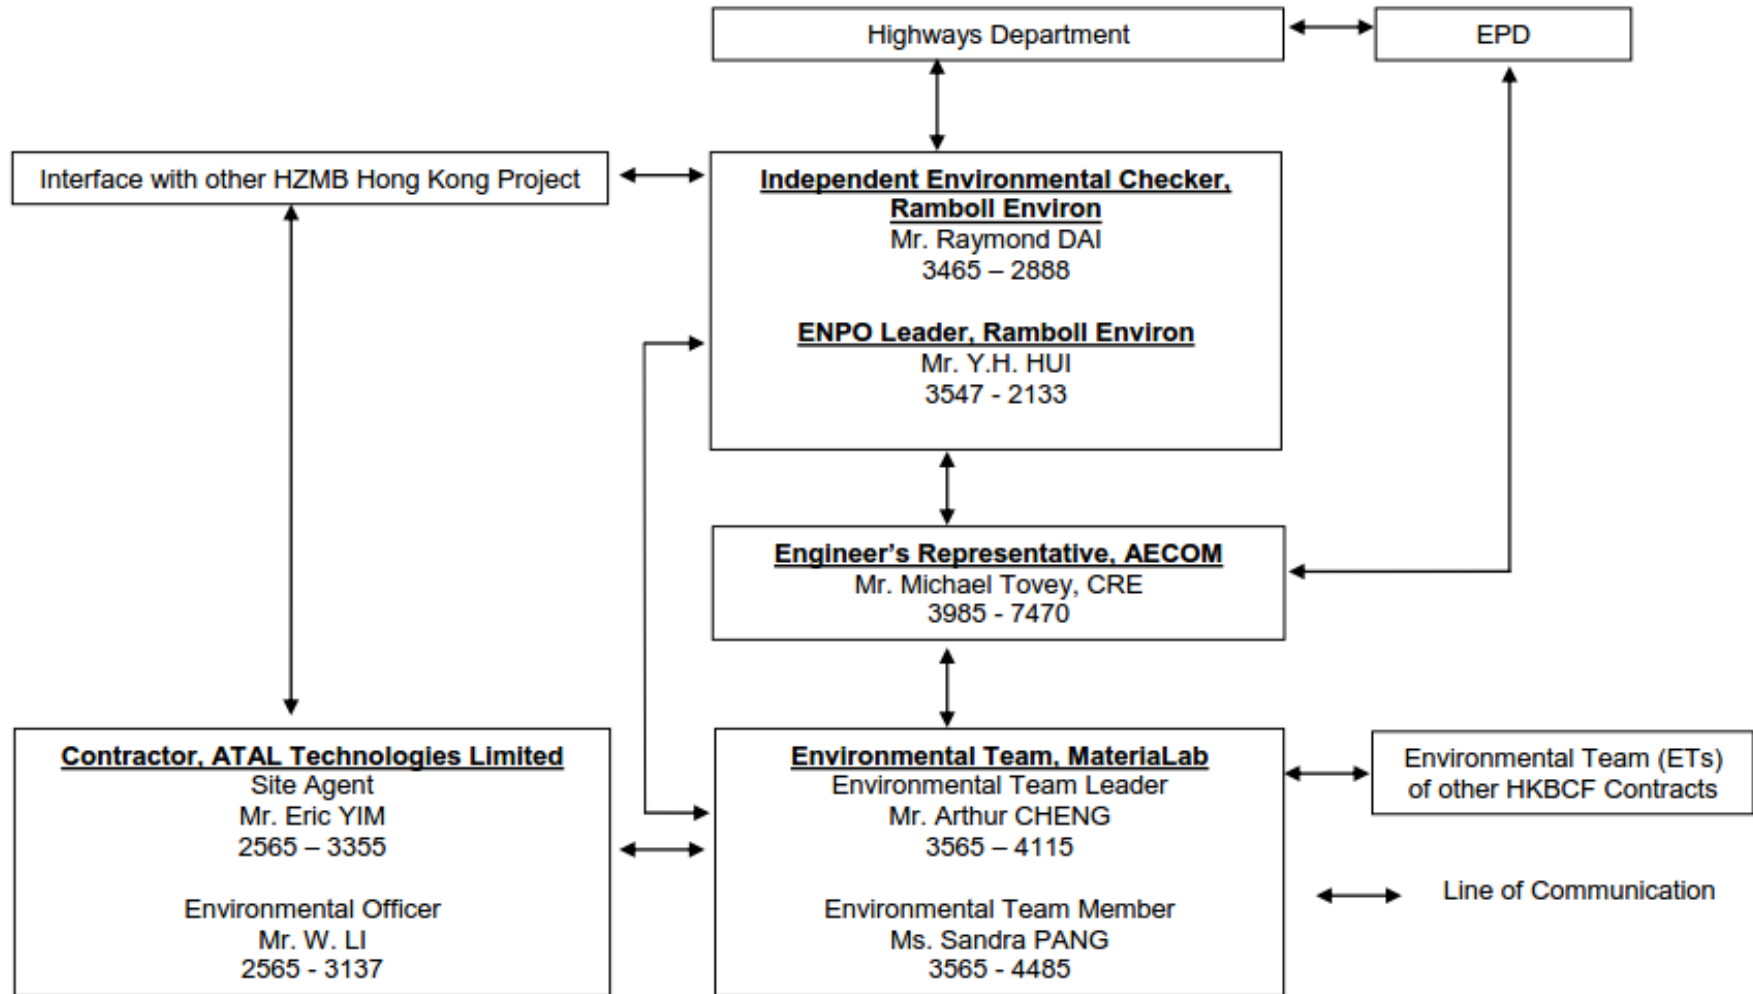 Highways Department
EPD
Interface with other HZMB Hong Kong Project
Independent Environmental Checker,
Ramboll Environ
Mr. Raymond DAI
3465 – 2888
ENPO Leader, Ramboll Environ
Mr. Y.H. HUI
3547 - 2133
Engineer’s Representative, AECOM
Mr. Michael Tovey, CRE
3985 - 7470
Contractor, ATAL Technologies Limited
Site Agent
Mr. Eric YIM
2565 – 3355
Environmental Officer
Mr. W. LI
2565 - 3137
Environmental Team, MateriaLab
Environmental Team Leader
Mr. Arthur CHENG
3565 – 4115
Environmental Team Member
Ms. Sandra PANG
3565 - 4485
Environmental Team (ETs)
of other HKBCF Contracts
Line of Communication